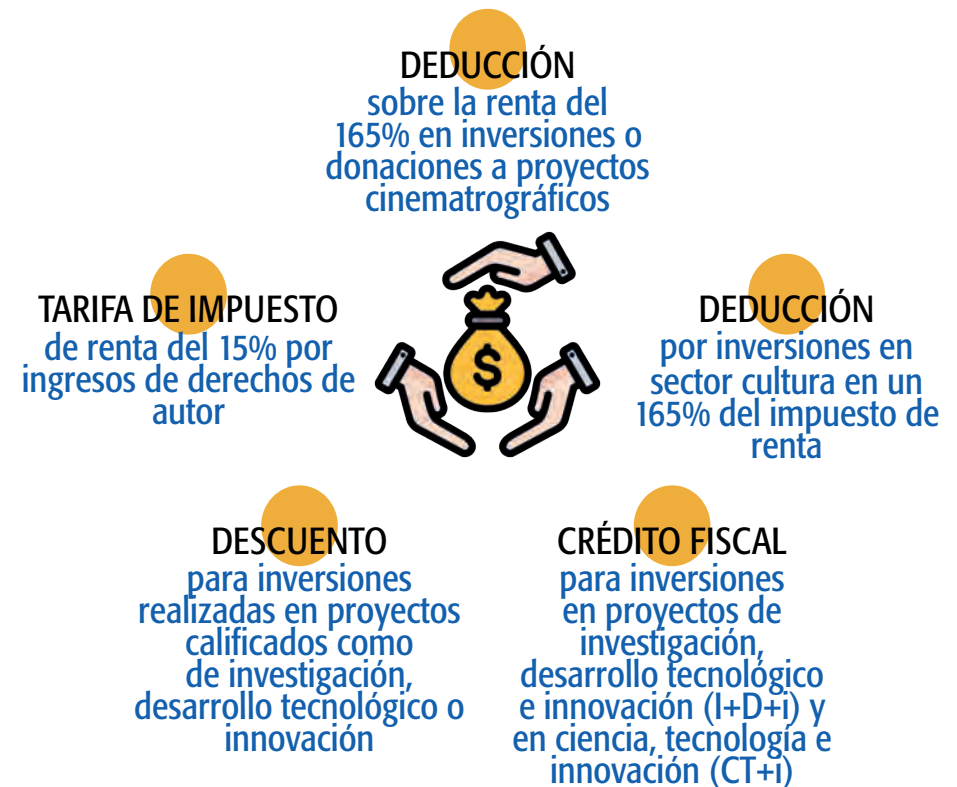 DEDUCCIÓN
sobre la renta del
165% en inversiones o
donaciones a proyectos
cinematrográficos
TARIFA DE IMPUESTO
de renta del 15% por
ingresos de derechos de
autor
$
DEDUCCIÓN
por inversiones en
sector cultura en un
165% del impuesto de
renta
DESCUENTO
para inversiones
realizadas en proyectos
calificados como
de investigación,
desarrollo tecnológico o
innovación
CRÉDITO FISCAL
para inversiones
en proyectos de
investigación,
desarrollo tecnológico
e innovación (I+D+i) y
en ciencia, tecnología e
innovación (CT+i)